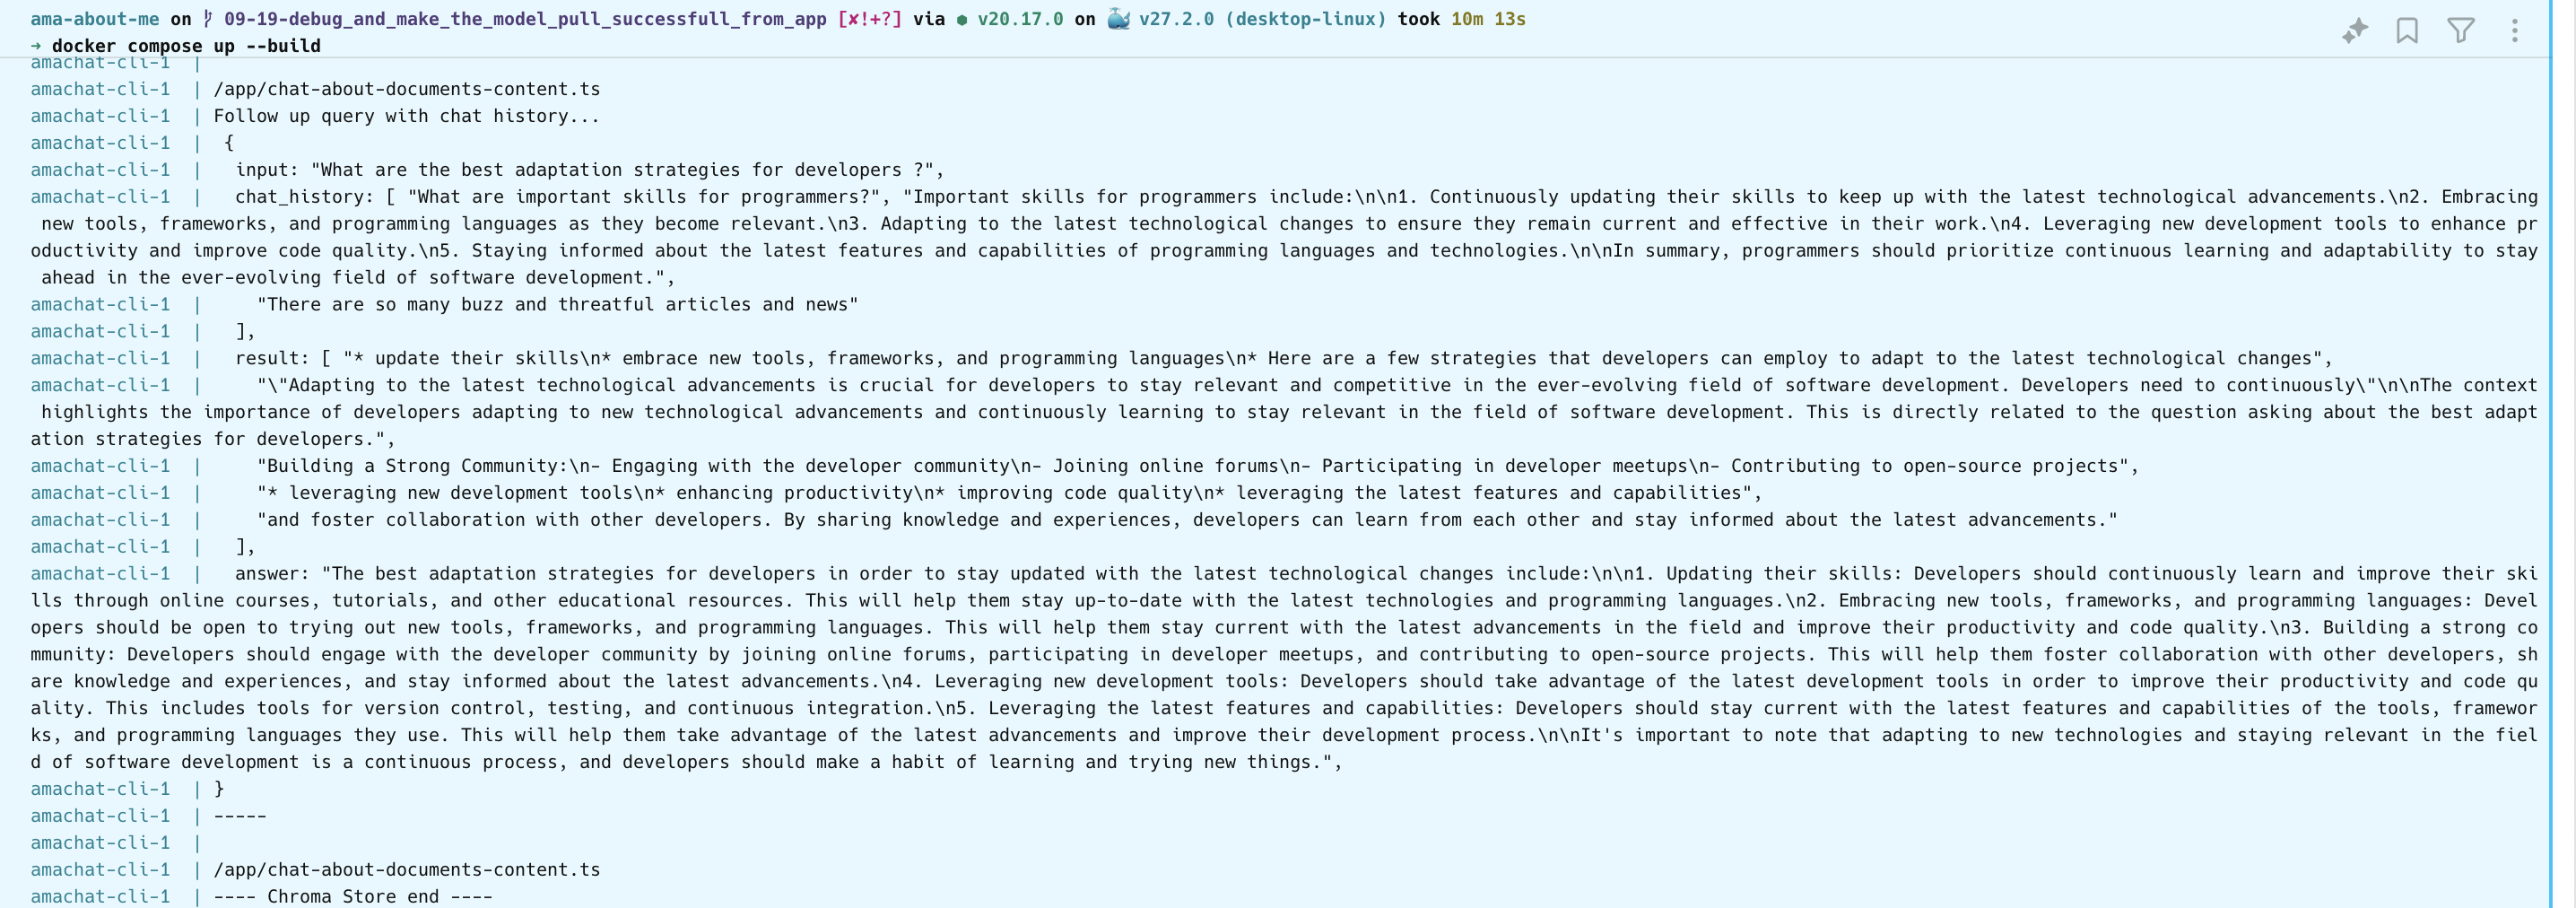 ama-about-me on 09-19-debug_and_make_the_model_pull_successfull_from_app [✘!+?] via ⬢ v20.17.0 on 🐳 v27.2.0 (desktop-linux) took 10m 13s
→ docker compose up --build
amachat-cli-1  |
amachat-cli-1  | /app/chat-about-documents-content.ts
amachat-cli-1  | Follow up query with chat history...
amachat-cli-1  |  {
amachat-cli-1  |   input: "What are the best adaptation strategies for developers ?",
amachat-cli-1  |   chat_history: [ "What are important skills for programmers?", "Important skills for programmers include:\n\n1. Continuously updating their skills to keep up with the latest technological advancements.\n2. Embracing
 new tools, frameworks, and programming languages as they become relevant.\n3. Adapting to the latest technological changes to ensure they remain current and effective in their work.\n4. Leveraging new development tools to enhance pr
oductivity and improve code quality.\n5. Staying informed about the latest features and capabilities of programming languages and technologies.\n\nIn summary, programmers should prioritize continuous learning and adaptability to stay
 ahead in the ever-evolving field of software development.",
amachat-cli-1  |     "There are so many buzz and threatful articles and news"
amachat-cli-1  |   ],
amachat-cli-1  |   result: [ "* update their skills\n* embrace new tools, frameworks, and programming languages\n* Here are a few strategies that developers can employ to adapt to the latest technological changes",
amachat-cli-1  |     "\"Adapting to the latest technological advancements is crucial for developers to stay relevant and competitive in the ever-evolving field of software development. Developers need to continuously\"\n\nThe context
 highlights the importance of developers adapting to new technological advancements and continuously learning to stay relevant in the field of software development. This is directly related to the question asking about the best adapt
ation strategies for developers.",
amachat-cli-1  |     "Building a Strong Community:\n- Engaging with the developer community\n- Joining online forums\n- Participating in developer meetups\n- Contributing to open-source projects",
amachat-cli-1  |     "* leveraging new development tools\n* enhancing productivity\n* improving code quality\n* leveraging the latest features and capabilities",
amachat-cli-1  |     "and foster collaboration with other developers. By sharing knowledge and experiences, developers can learn from each other and stay informed about the latest advancements."
amachat-cli-1  |   ],
amachat-cli-1  |   answer: "The best adaptation strategies for developers in order to stay updated with the latest technological changes include:\n\n1. Updating their skills: Developers should continuously learn and improve their ski
lls through online courses, tutorials, and other educational resources. This will help them stay up-to-date with the latest technologies and programming languages.\n2. Embracing new tools, frameworks, and programming languages: Devel
opers should be open to trying out new tools, frameworks, and programming languages. This will help them stay current with the latest advancements in the field and improve their productivity and code quality.\n3. Building a strong co
mmunity: Developers should engage with the developer community by joining online forums, participating in developer meetups, and contributing to open-source projects. This will help them foster collaboration with other developers, sh
are knowledge and experiences, and stay informed about the latest advancements.\n4. Leveraging new development tools: Developers should take advantage of the latest development tools in order to improve their productivity and code qu
ality. This includes tools for version control, testing, and continuous integration.\n5. Leveraging the latest features and capabilities: Developers should stay current with the latest features and capabilities of the tools, framewor
ks, and programming languages they use. This will help them take advantage of the latest advancements and improve their development process.\n\nIt's important to note that adapting to new technologies and staying relevant in the fiel
d of software development is a continuous process, and developers should make a habit of learning and trying new things.",
amachat-cli-1  | }
amachat-cli-1  | -----
amachat-cli-1  |
amachat-cli-1  | /app/chat-about-documents-content.ts
amachat-cli-1  | ---- Chroma Store end ----